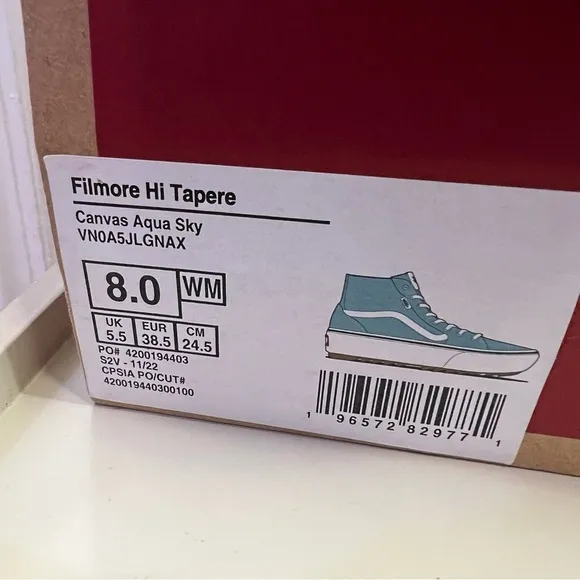 Filmore Hi Tapere
Canvas Aqua Sky
VN0A5JLGNAX
8.0 WM
UK EUR CM
5.5 38.5 24.5
PO# 4200194403
S2V - 11/22
CPSIA PO/CUT#
420019440300100
1 96572 82977 1